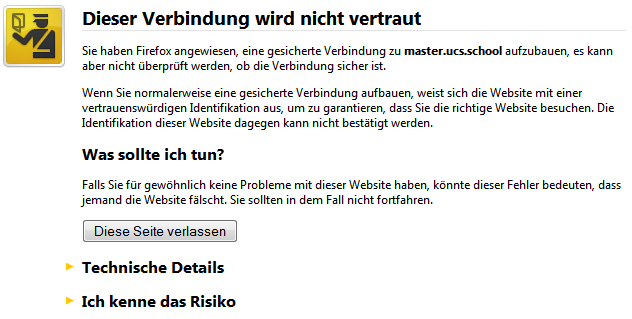 Dieser Verbindung wird nicht vertraut
Sie haben Firefox angewiesen, eine gesicherte Verbindung zu master.ucs.school aufzubauen, es kann
aber nicht überprüft werden, ob die Verbindung sicher ist.
Wenn Sie normalerweise eine gesicherte Verbindung aufbauen, weist sich die Website mit einer
vertrauenswürdigen Identifikation aus, um zu garantieren, dass Sie die richtige Website besuchen. Die
Identifikation dieser Website dagegen kann nicht bestätigt werden.
Was sollte ich tun?
Falls Sie für gewöhnlich keine Probleme mit dieser Website haben, könnte dieser Fehler bedeuten, dass
jemand die Website fälscht. Sie sollten in dem Fall nicht fortfahren.
Diese Seite verlassen
Technische Details
Ich kenne das Risiko